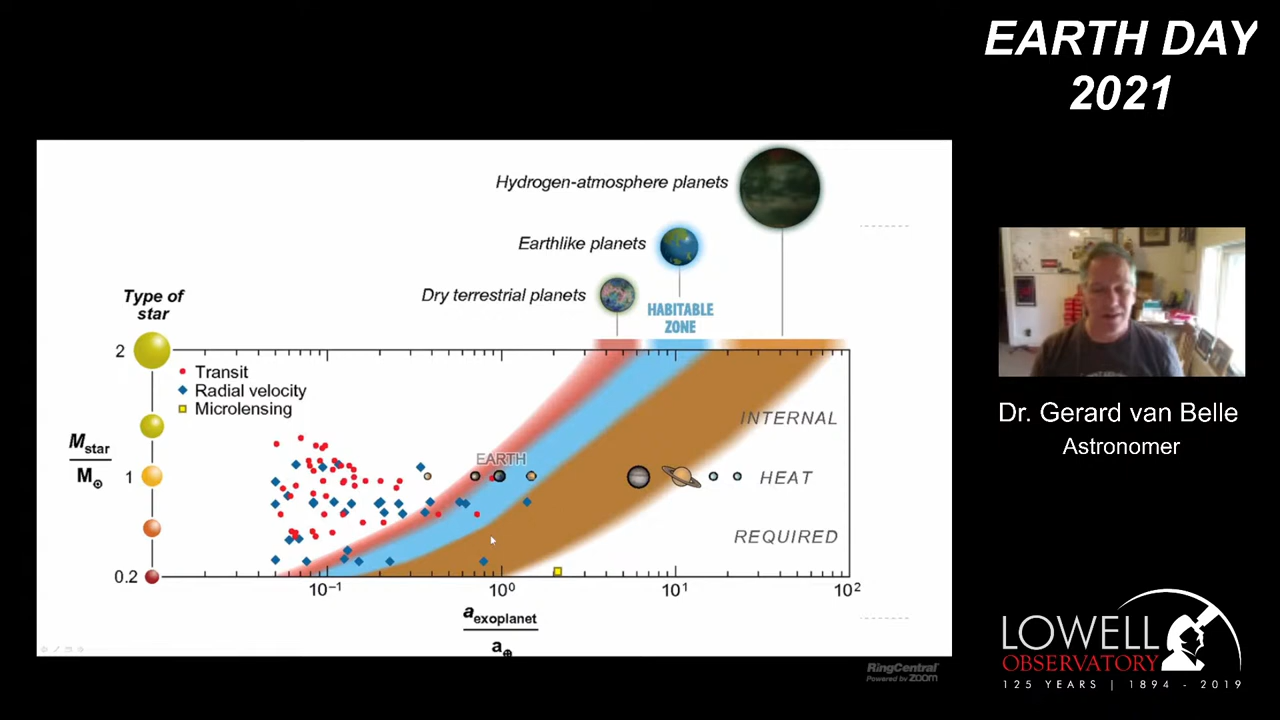 EARTH DAY
2021
Hydrogen-atmosphere planets
Earthlike planets
Dry terrestrial planets
HABITABLE
ZONE
Type of
star
2
Transit
Radial velocity
Microlensing
INTERNAL
Mstar
M☉
1
EARTH
HEAT
REQUIRED
0.2
10⁻¹
10⁰
10¹
10²
aexoplanet
a⊕
Dr. Gerard van Belle
Astronomer
LOWELL
OBSERVATORY
125 YEARS | 1894 - 2019
RingCentral
Powered by zoom